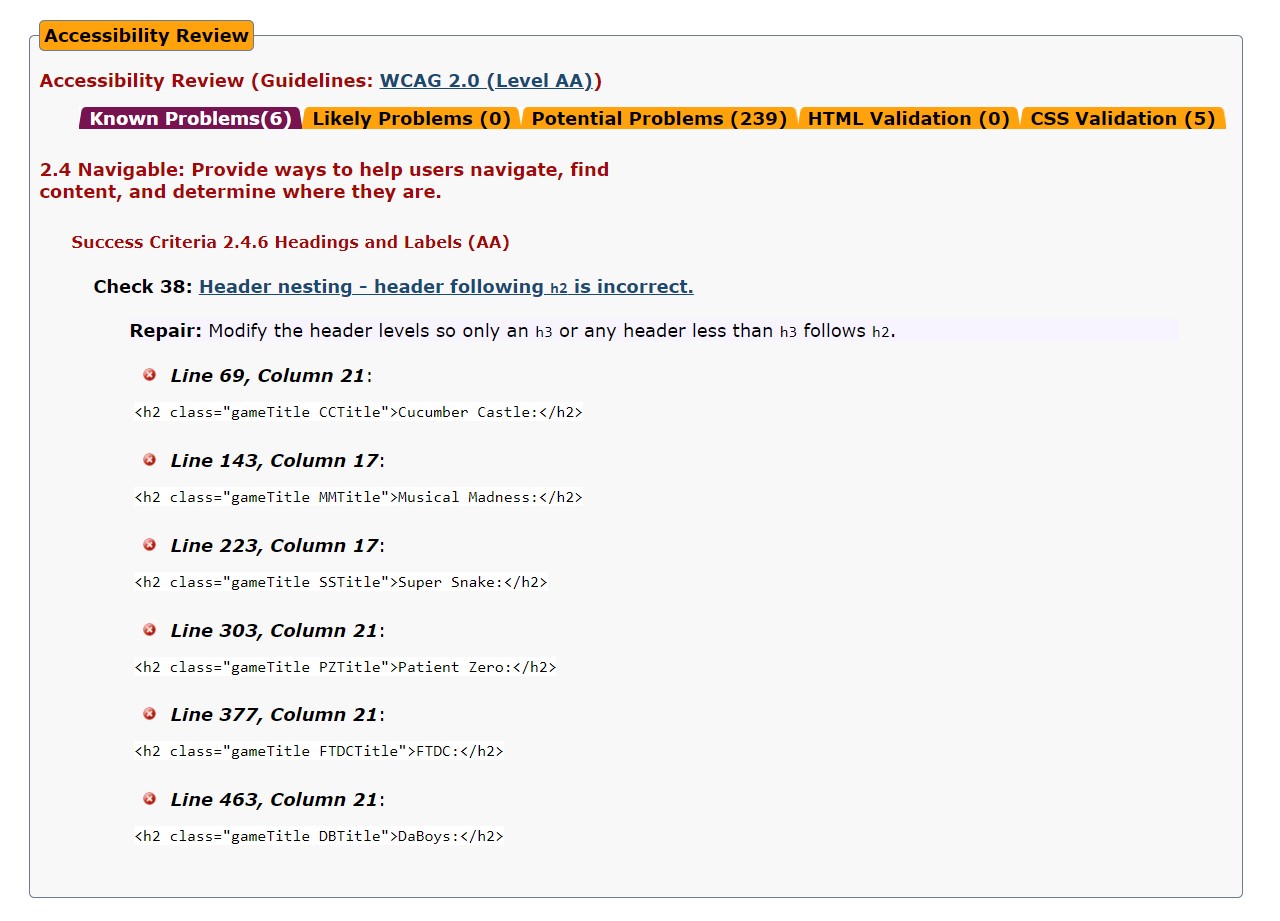 Accessibility Review
Accessibility Review (Guidelines: WCAG 2.0 (Level AA))
Known Problems(6) Likely Problems (0) Potential Problems (239) HTML Validation (0) CSS Validation (5)
2.4 Navigable: Provide ways to help users navigate, find
content, and determine where they are.
Success Criteria 2.4.6 Headings and Labels (AA)
Check 38: Header nesting - header following h2 is incorrect.
Repair: Modify the header levels so only an h3 or any header less than h3 follows h2.
Line 69, Column 21:
<h2 class="gameTitle CCTitle">Cucumber Castle:</h2>
Line 143, Column 17:
<h2 class="gameTitle MMTitle">Musical Madness:</h2>
Line 223, Column 17:
<h2 class="gameTitle SSTitle">Super Snake:</h2>
Line 303, Column 21:
<h2 class="gameTitle PZTitle">Patient Zero:</h2>
Line 377, Column 21:
<h2 class="gameTitle FTDCTitle">FTDC:</h2>
Line 463, Column 21:
<h2 class="gameTitle DBTitle">DaBoys:</h2>